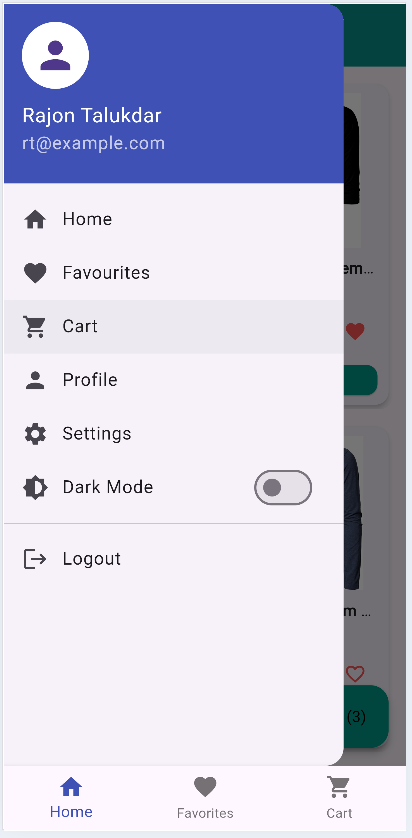 Rajon Talukdar
rt@example.com
Home
Favourites
Cart
Profile
Settings
Dark Mode
Logout
em...
m ...
(3)
Home
Favorites
Cart